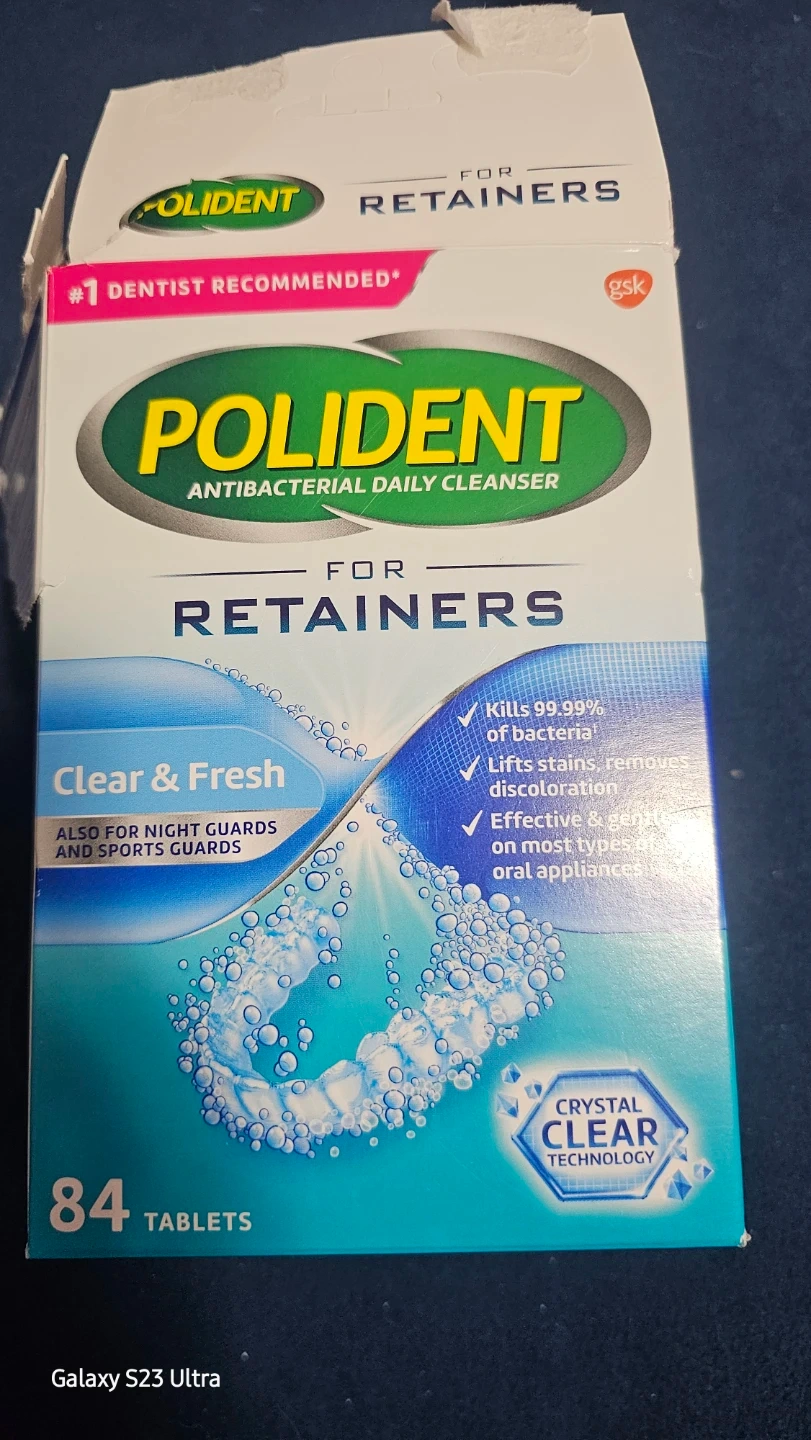 POLIDENT
FOR
RETAINERS
#1 DENTIST RECOMMENDED*
gsk
POLIDENT
ANTIBACTERIAL DAILY CLEANSER
FOR
RETAINERS
Clear & Fresh
ALSO FOR NIGHT GUARDS
AND SPORTS GUARDS
Kills 99.99%
of bacteria†
Lifts stains, removes
discoloration
Effective & gentle
on most types of
oral appliances
CRYSTAL
CLEAR
TECHNOLOGY
84 TABLETS
Galaxy S23 Ultra